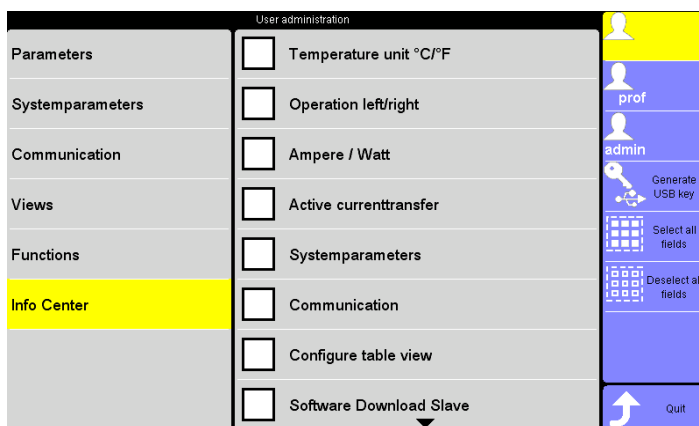 User administration
Parameters
Systemparameters
Communication
Views
Functions
Info Center
Temperature unit °C/°F
Operation left/right
Ampere / Watt
Active currenttransfer
Systemparameters
Communication
Configure table view
Software Download Slave
prof
admin
Generate
USB key
Select all
fields
Deselect all
fields
Quit